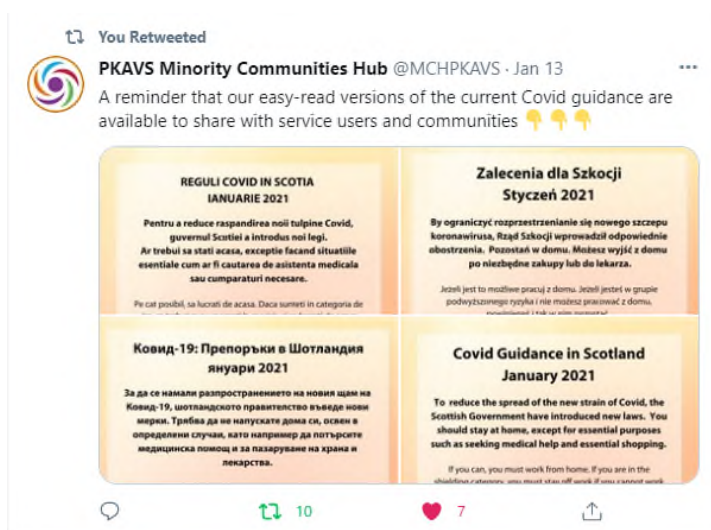 You Retweeted
PKAVS Minority Communities Hub @MCHPKAVS · Jan 13
A reminder that our easy-read versions of the current Covid guidance are
available to share with service users and communities 👇👇👇
REGULI COVID IN SCOTIA
IANUARIE 2021
Pentru a reduce raspandirea noii tulpine Covid,
guvernul Scotiei a introdus noi legi.
Ar trebui sa stati acasa, exceptie facand situatiile
esentiale cum ar fi cautarea de asistenta medicala
sau cumparaturi necesare.
Pe cat posibil, sa lucrati de acasa. Daca sunteti in categoria de
Zalecenia dla Szkocji
Styczeń 2021
By ograniczyć rozprzestrzenianie się nowego szczepu
koronawirusa, Rząd Szkocji wprowadził odpowiednie
obostrzenia. Pozostań w domu. Możesz wyjść z domu
po niezbędne zakupy lub do lekarza.
Jeżeli jest to możliwe pracuj z domu. Jeżeli jesteś w grupie
podwyższonego ryzyka i nie możesz pracować z domu,
Ковид-19: Препоръки в Шотландия
януари 2021
За да се намали разпространението на новия щам на
Ковид-19, шотландското правителство въведе нови
мерки. Трябва да не напускате дома си, освен в
определени случаи, като например да потърсите
медицинска помощ и за пазаруване на храна и
лекарства.
Covid Guidance in Scotland
January 2021
To reduce the spread of the new strain of Covid, the
Scottish Government have introduced new laws. You
should stay at home, except for essential purposes
such as seeking medical help and essential shopping.
If you can, you must work from home. If you are in the
shielding category, you must stay off work if you cannot work
10
7